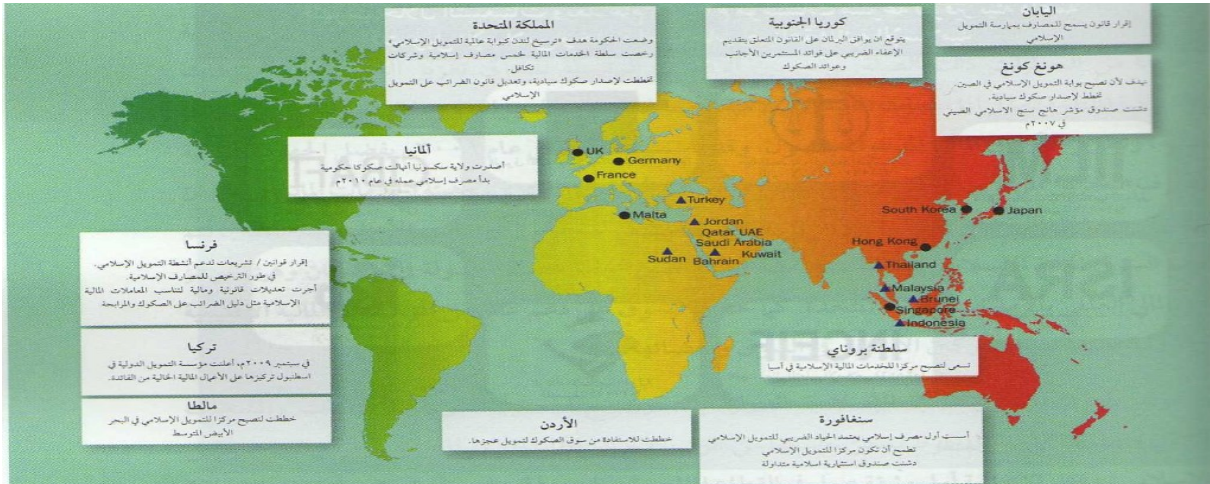 اليابان
إقرار قانون يسمح للمصارف بممارسة التمويل
الإسلامي
كوريا الجنوبية
يتوقع ان يوافق البرلمان على القانون المتعلق بتقديم
الإعفاء الضريبي على فوائد المستثمرين الأجانب
وعوائد الصكوك
المملكة المتحدة
وضعت الحكومة هدف «ترسيخ لندن كبوابة عالمية للتمويل الإسلامي»
رخصت سلطة الخدمات المالية لخمس مصارف إسلامية وشركات
تكافل.
تخططت لإصدار صكوك سيادية، وتعديل قانون الضرائب على التمويل
الإسلامي
هونغ كونغ
تهدف لأن تصبح بوابة التمويل الإسلامي في الصين.
تخطط لإصدار صكوك سيادية.
دشنت صندوق مؤشر هانج سنج الاسلامي الصيني
في ٢٠٠٧م
ألمانيا
أصدرت ولاية سكسونيا أنهالت صكوكا حكومية
بدأ مصرف إسلامي عمله في عام ٢٠١٠م
UK
Germany
France
Turkey
Malta
Jordan
Qatar UAE
Saudi Arabia
Sudan
Bahrain
Kuwait
South Korea
Japan
Hong Kong
Thailand
Malaysia
Brunei
Singapore
Indonesia
فرنسا
إقرار قوانين / تشريعات لدعم أنشطة التمويل الإسلامي.
في طور الترخيص للمصارف الإسلامية.
أجرت تعديلات قانونية ومالية لتناسب المعاملات المالية
الإسلامية مثل دليل الضرائب على الصكوك والمرابحة
تركيا
في سبتمبر ٢٠٠٩م، أعلنت مؤسسة التمويل الدولية في
اسطنبول تركيزها على الأعمال المالية الخالية من الفائدة.
مالطا
خططت لتصبح مركزا للتمويل الإسلامي في البحر
الأبيض المتوسط
سلطنة بروناي
تسعى لتصبح مركزا للخدمات المالية الإسلامية في آسيا
الأردن
خططت للاستفادة من سوق الصكوك لتمويل عجزها.
سنغافورة
أسست أول مصرف إسلامي يعتمد الحياد الضريبي للتمويل الإسلامي
تطمح أن تكون مركزا للتمويل الإسلامي
دشنت صندوق استثمارية اسلامية متداولة